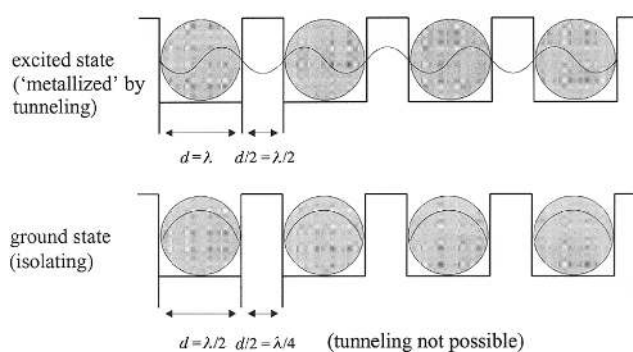 excited state
('metallized' by
tunneling)
d = λ d/2 = λ/2
ground state
(isolating)
d = λ/2 d/2 = λ/4 (tunneling not possible)